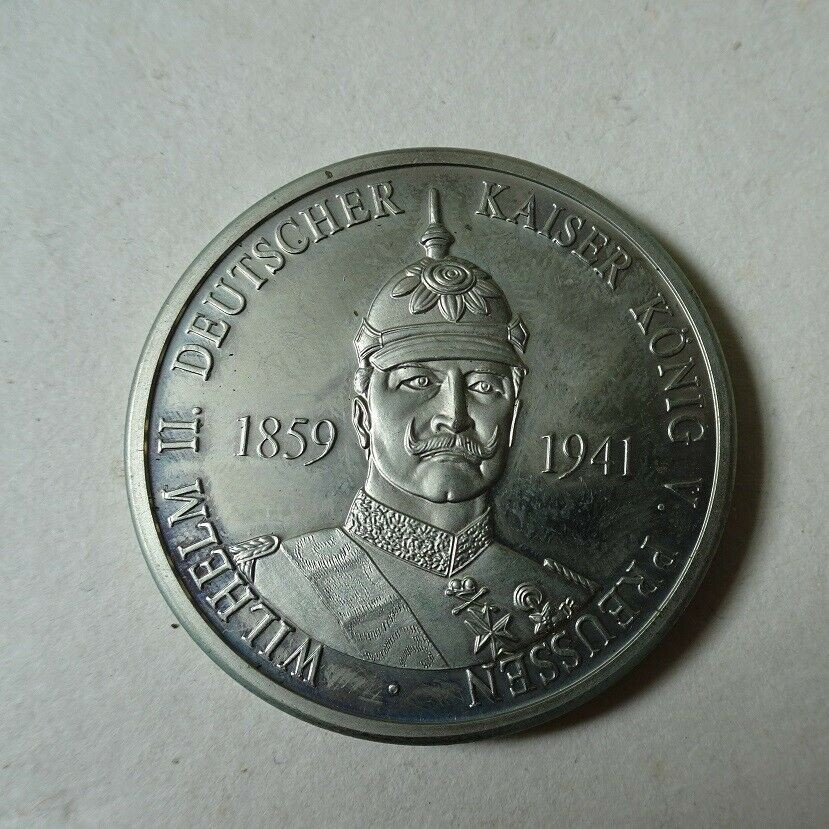 WILHELM II. DEUTSCHER KAISER KÖNIG V. PREUSSEN
1859 1941